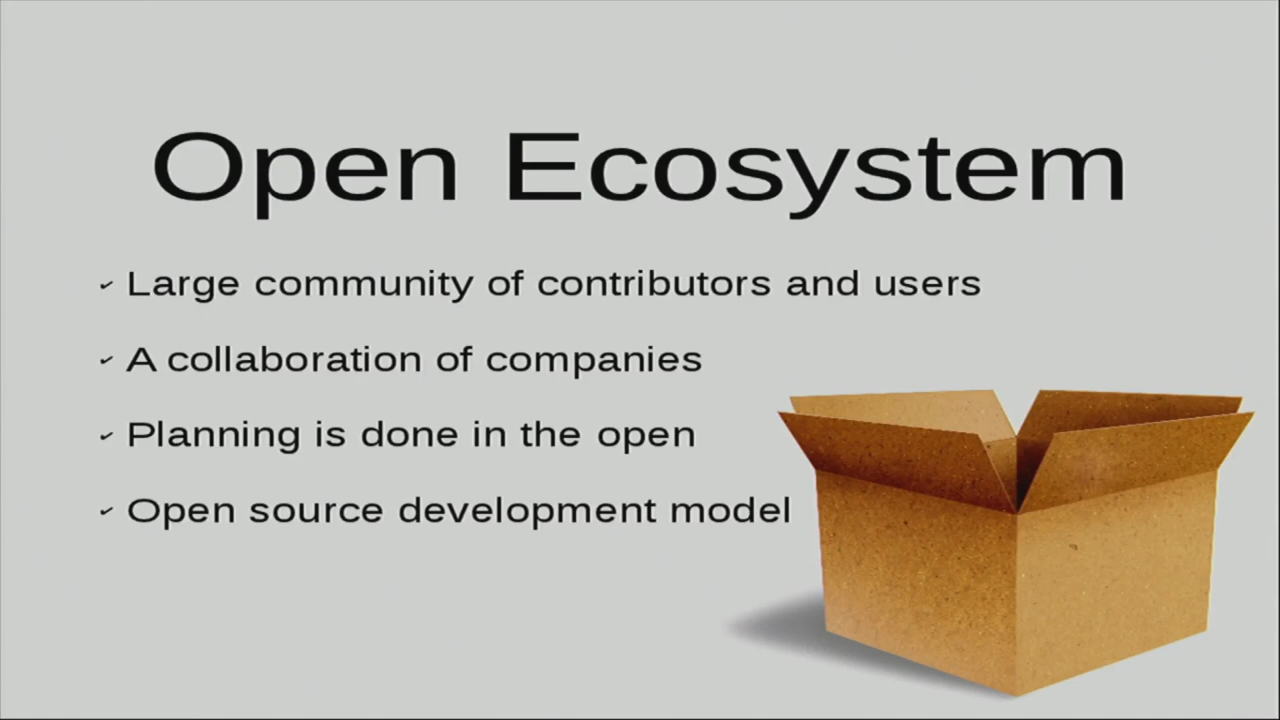 Open Ecosystem
✓ Large community of contributors and users
✓ A collaboration of companies
✓ Planning is done in the open
✓ Open source development model